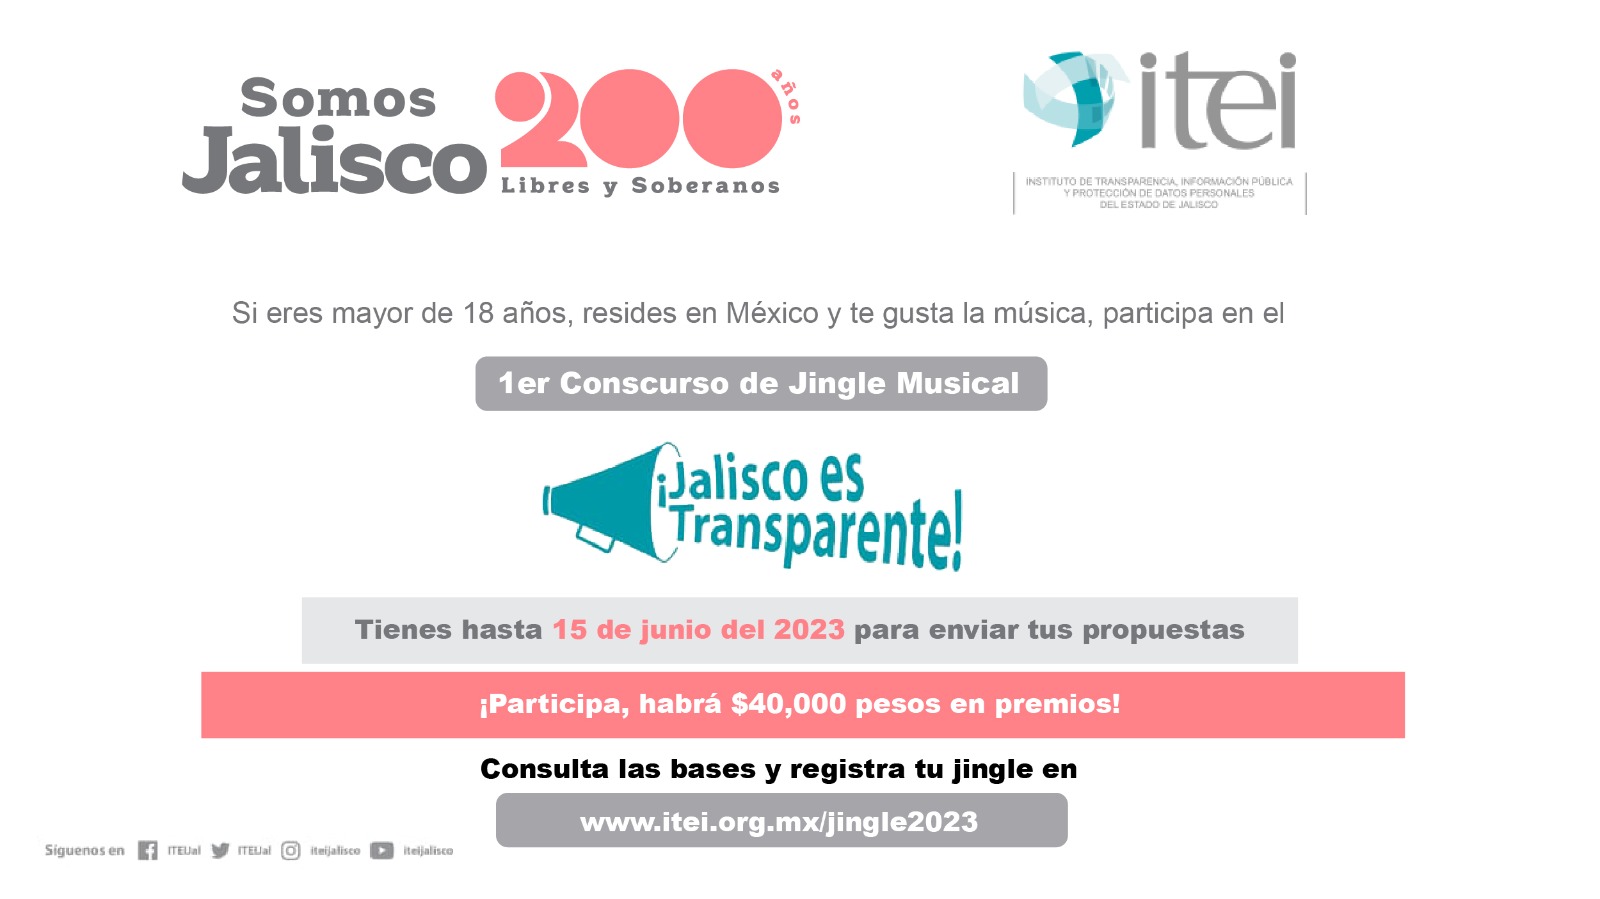 Somos
Jalisco
200
años
Libres y Soberanos
itei
INSTITUTO DE TRANSPARENCIA, INFORMACIÓN PÚBLICA
Y PROTECCIÓN DE DATOS PERSONALES
DEL ESTADO DE JALISCO
Si eres mayor de 18 años, resides en México y te gusta la música, participa en el
1er Conscurso de Jingle Musical
¡Jalisco es
Transparente!
Tienes hasta 15 de junio del 2023 para enviar tus propuestas
¡Participa, habrá $40,000 pesos en premios!
Consulta las bases y registra tu jingle en
www.itei.org.mx/jingle2023
Síguenos en ITEIJal ITEIJal iteijalisco iteijalisco